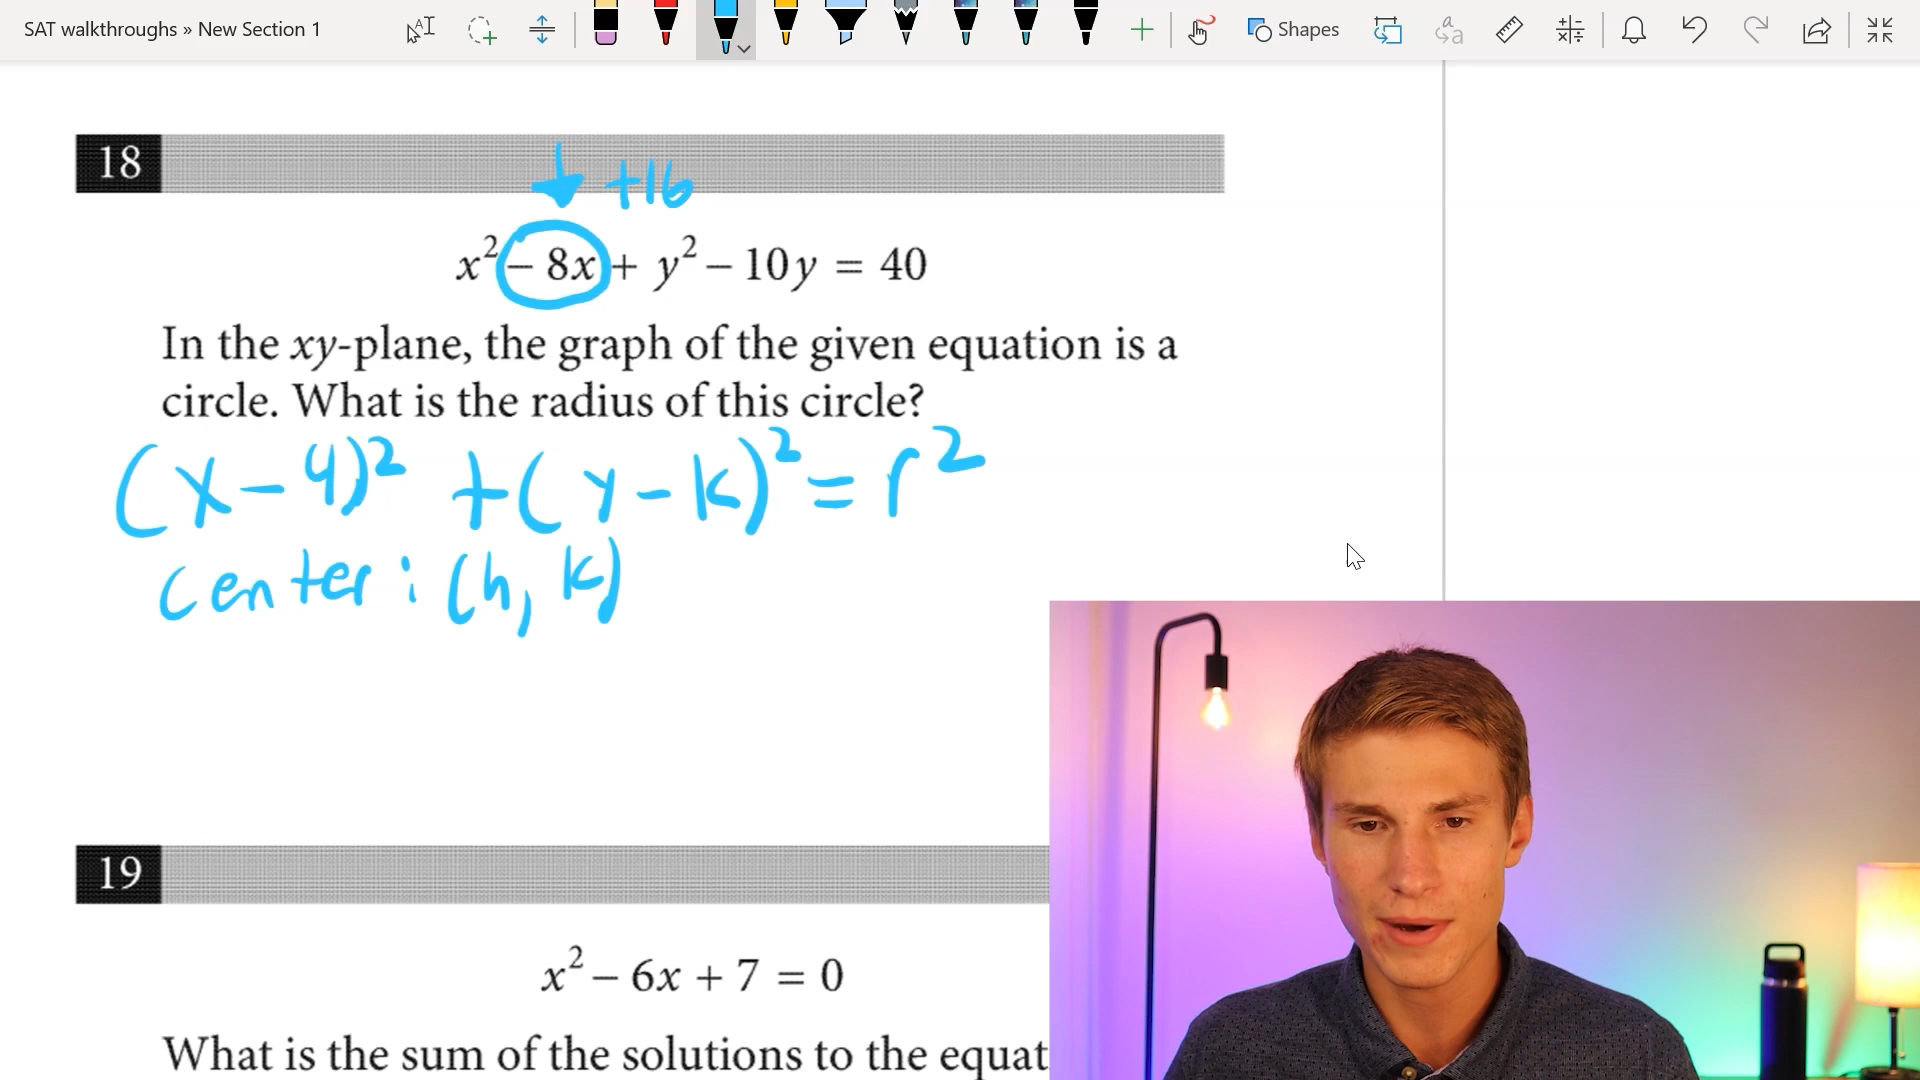 SAT walkthroughs » New Section 1
Shapes
18
+16
x² − 8x + y² − 10y = 40
In the xy-plane, the graph of the given equation is a
circle. What is the radius of this circle?
(x − 4)² + (y − k)² = r²
center: (h, k)
19
x² − 6x + 7 = 0
What is the sum of the solutions to the equat